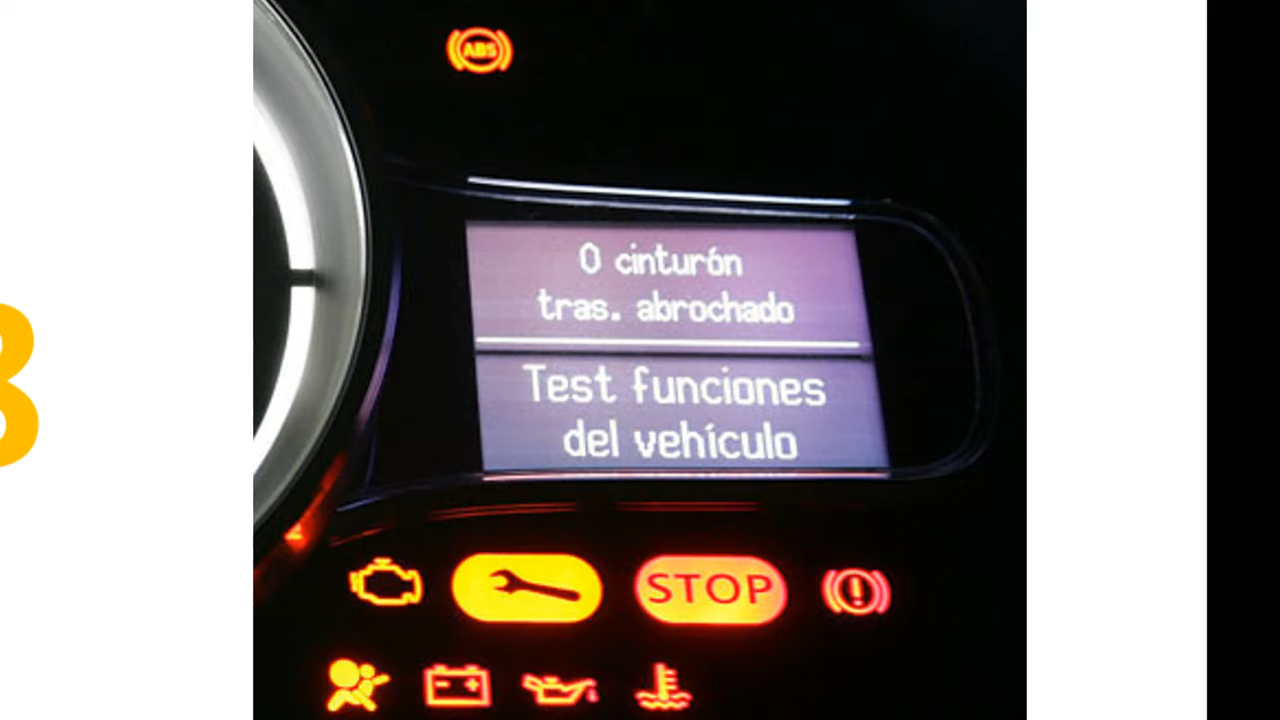 ABS
0 cinturón
tras. abrochado
Test funciones
del vehículo
STOP